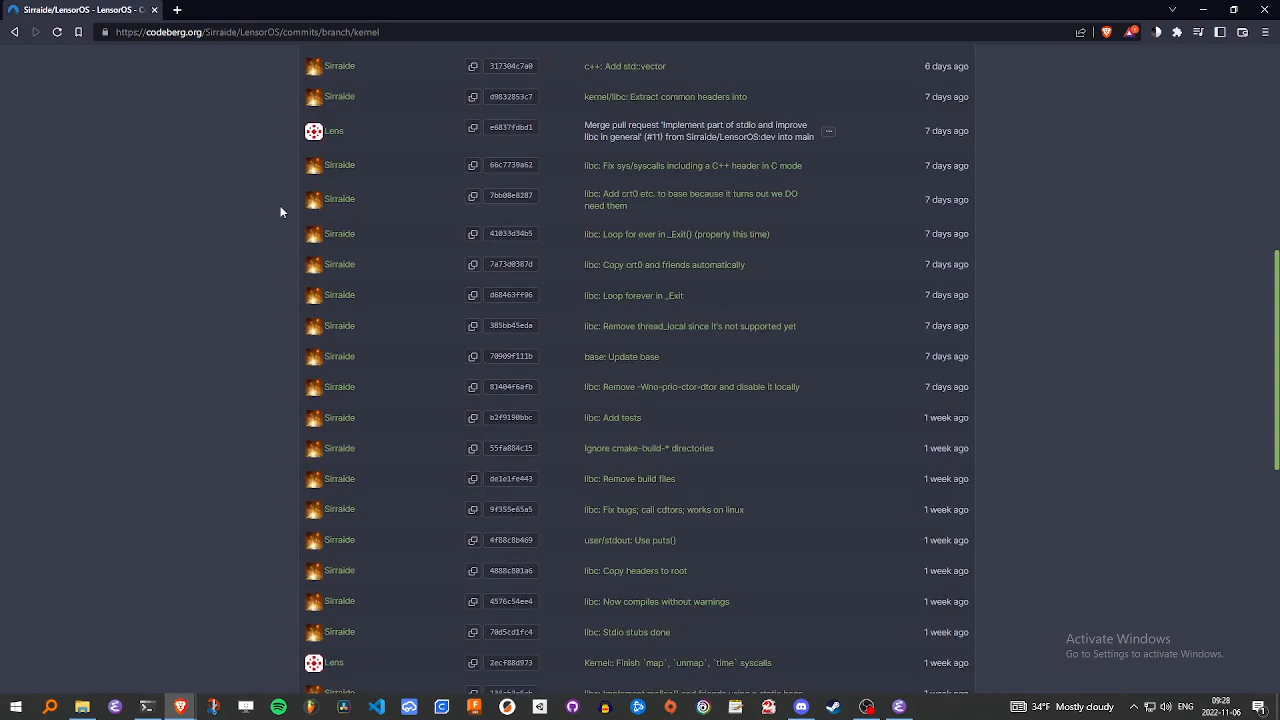 Sirraide/LensorOS - LensorOS - C
https://codeberg.org/Sirraide/LensorOS/commits/branch/kernel
Sirraide 317304c7a0 c++: Add std::vector 6 days ago
Sirraide d9832853c7 kernel/libc: Extract common headers into 7 days ago
Lens e6837fdbd1 Merge pull request 'Implement part of stdio and improve
libc in general' (#11) from Sirraide/LensorOS:dev into main ... 7 days ago
Sirraide 66c7739a62 libc: Fix sys/syscalls including a C++ header in C mode 7 days ago
Sirraide 7bb08e8287 libc: Add crt0 etc. to base because it turns out we DO
need them 7 days ago
Sirraide 41033d34b5 libc: Loop for ever in _Exit() (properly this time) 7 days ago
Sirraide 7a73d0387d libc: Copy crt0 and friends automatically 7 days ago
Sirraide d68463ff96 libc: Loop forever in _Exit 7 days ago
Sirraide 385bb45eda libc: Remove thread_local since it's not supported yet 7 days ago
Sirraide 70909f111b base: Update base 7 days ago
Sirraide 81404f6afb libc: Remove -Wno-prio-ctor-dtor and disable it locally 7 days ago
Sirraide b2f9190bbc libc: Add tests 1 week ago
Sirraide 55fa884c15 Ignore cmake-build-* directories 1 week ago
Sirraide de1e1fe443 libc: Remove build files 1 week ago
Sirraide 9f355e65a5 libc: Fix bugs; call cdtors; works on linux 1 week ago
Sirraide 4f88c8b469 user/stdout: Use puts() 1 week ago
Sirraide 4888c801a6 libc: Copy headers to root 1 week ago
Sirraide 4576c54ee4 libc: Now compiles without warnings 1 week ago
Sirraide 70d5cd1fc4 libc: Stdio stubs done 1 week ago
Lens 2ecf88d973 Kernel:: Finish `map`, `unmap`, `time` syscalls 1 week ago
Activate Windows
Go to Settings to activate Windows.
34°F Mostly cloudy
09:28
2022-11-06